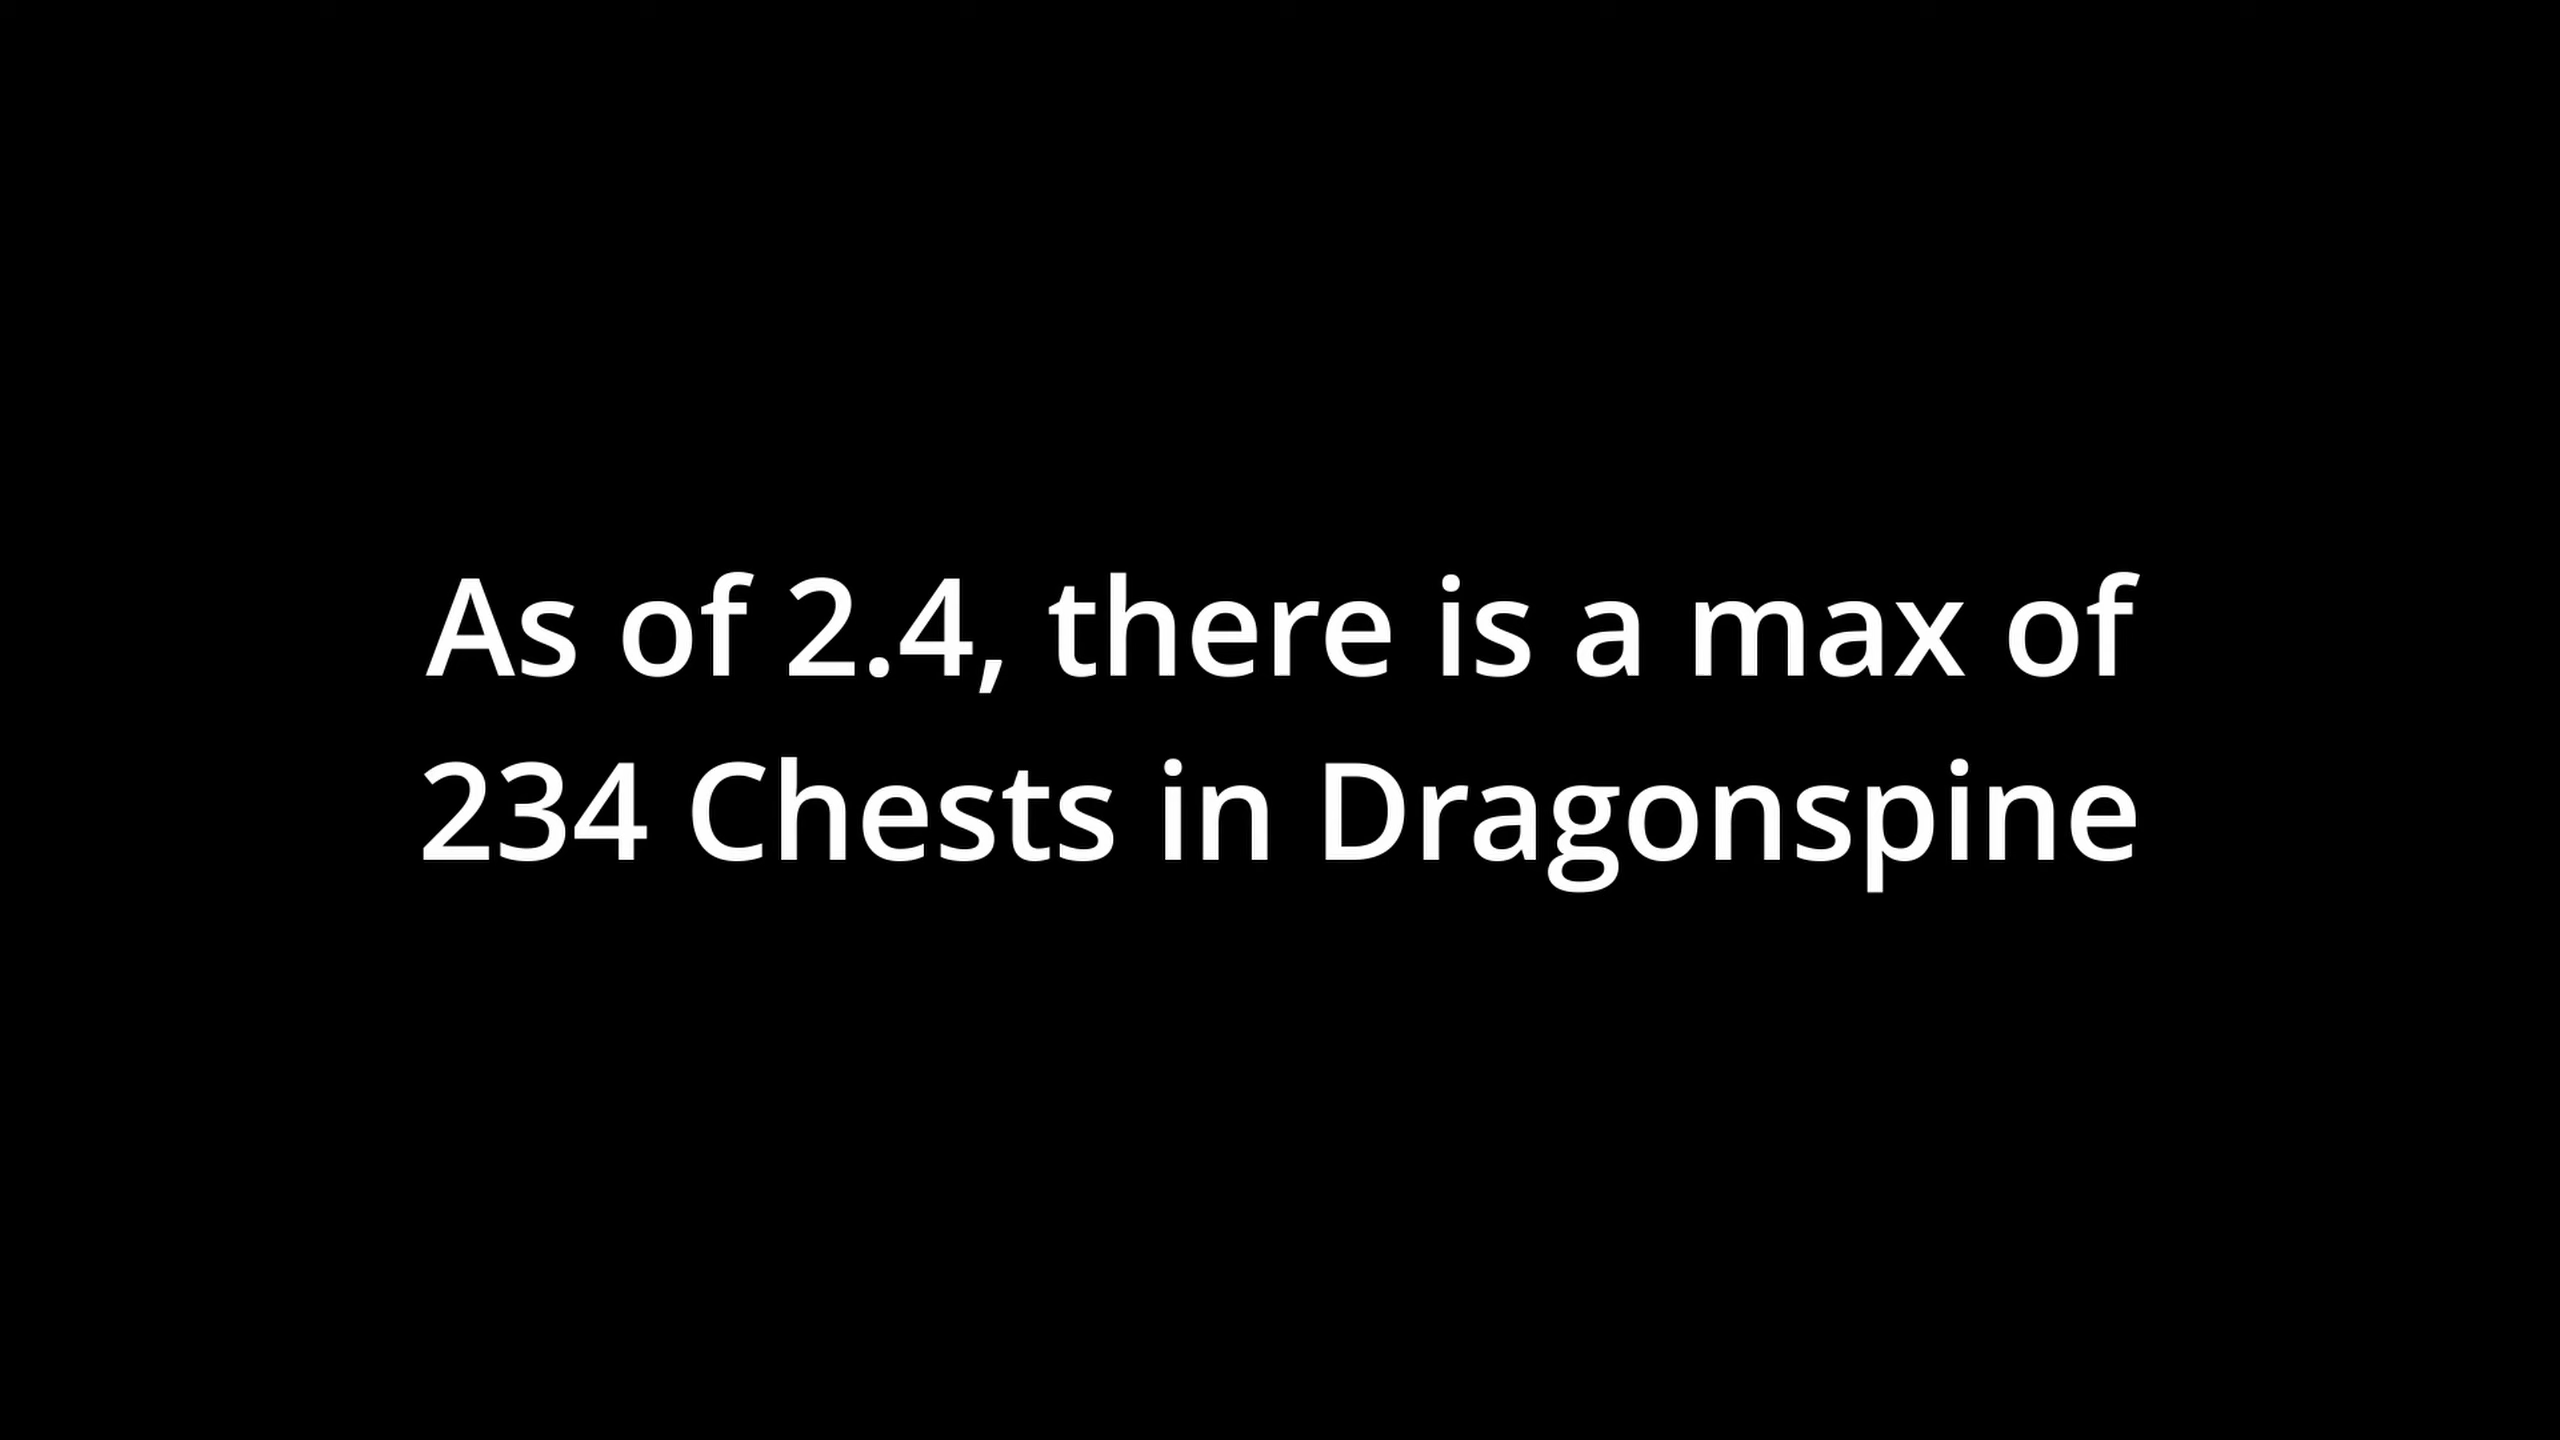 As of 2.4, there is a max of
234 Chests in Dragonspine